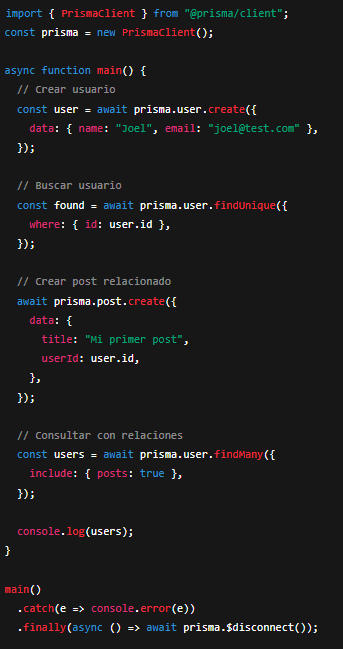 import { PrismaClient } from "@prisma/client";
const prisma = new PrismaClient();

async function main() {
  // Crear usuario
  const user = await prisma.user.create({
    data: { name: "Joel", email: "joel@test.com" },
  });

  // Buscar usuario
  const found = await prisma.user.findUnique({
    where: { id: user.id },
  });

  // Crear post relacionado
  await prisma.post.create({
    data: {
      title: "Mi primer post",
      userId: user.id,
    },
  });

  // Consultar con relaciones
  const users = await prisma.user.findMany({
    include: { posts: true },
  });

  console.log(users);
}

main()
  .catch(e => console.error(e))
  .finally(async () => await prisma.$disconnect());